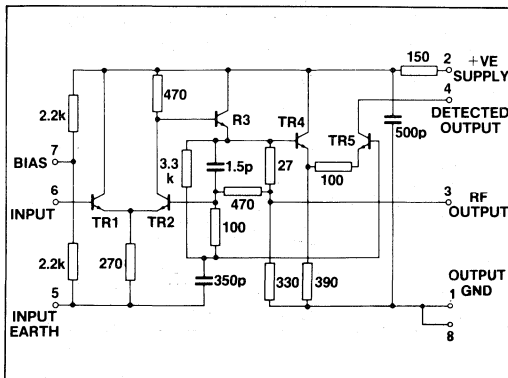 150
2
+VE
SUPPLY
4
DETECTED
OUTPUT
470
R3
TR4
TR5
500p
2.2k
3.3
k
1.5p
27
100
7
BIAS
6
INPUT
TR1
TR2
470
3
RF
OUTPUT
100
2.2k
270
350p
330
390
OUTPUT
GND
1
5
INPUT
EARTH
8